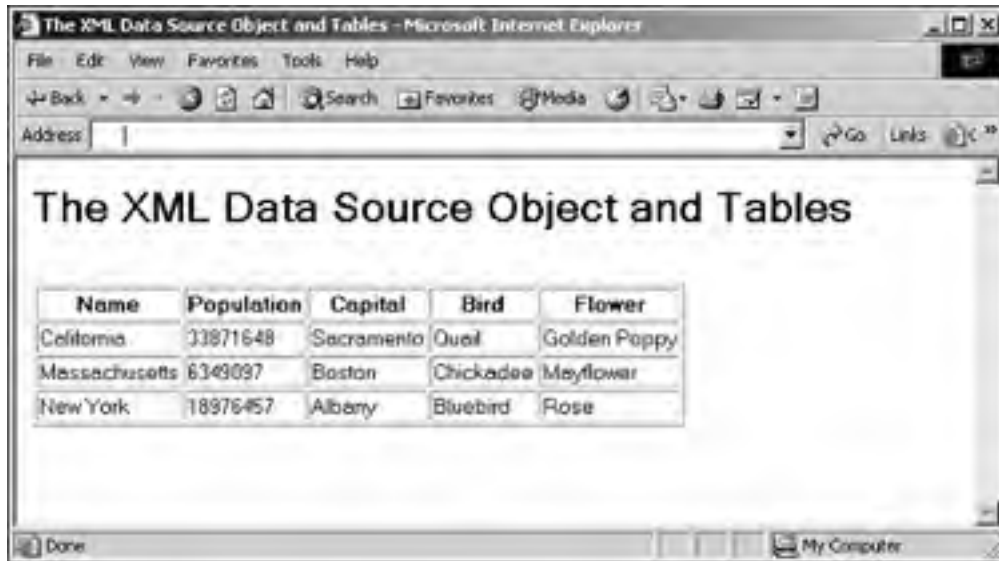 The XML Data Source Object and Tables - Microsoft Internet Explorer
File Edit View Favorites Tools Help
Back Search Favorites Media
Address Go Links
The XML Data Source Object and Tables
Name Population Capital Bird Flower
California 33871648 Sacramento Quail Golden Poppy
Massachusetts 6349097 Boston Chickadee Mayflower
New York 18976457 Albany Bluebird Rose
Done My Computer